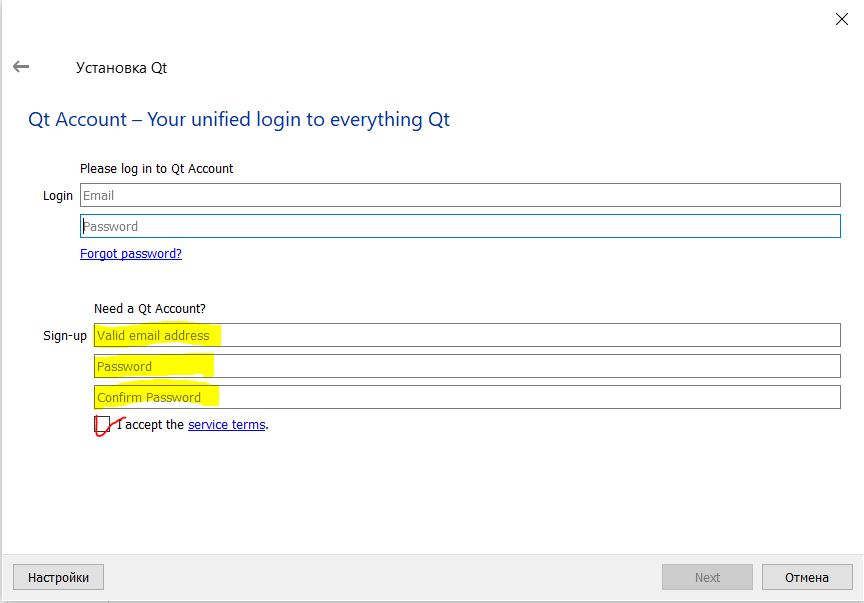 Установка Qt
Qt Account – Your unified login to everything Qt
Please log in to Qt Account
Login Email
Password
Forgot password?
Need a Qt Account?
Sign-up Valid email address
Password
Confirm Password
I accept the service terms.
Настройки Next Отмена